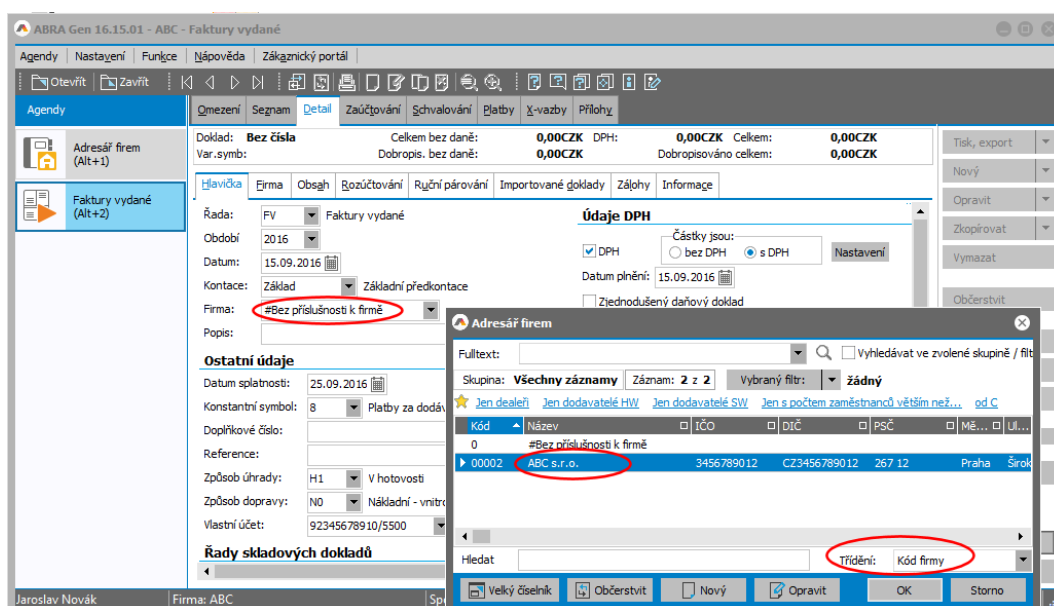 ABRA Gen 16.15.01 - ABC - Faktury vydané
Agendy Nastavení Funkce Nápověda Zákaznický portál
Otevřít Zavřít
Agendy
Omezení Seznam Detail Zaúčtování Schvalování Platby X-vazby Přílohy
Adresář firem
(Alt+1)
Faktury vydané
(Alt+2)
Doklad: Bez čísla Celkem bez daně: 0,00CZK DPH: 0,00CZK Celkem: 0,00CZK
Var.symb: Dobropis. bez daně: 0,00CZK Dobropisováno celkem: 0,00CZK
Hlavička Firma Obsah Rozúčtování Ruční párování Importované doklady Zálohy Informace
Řada: FV Faktury vydané
Období 2016
Datum: 15.09.2016
Kontace: Základ Základní předkontace
Firma: #Bez příslušnosti k firmě
Popis:
Údaje DPH
Částky jsou:
DPH bez DPH s DPH Nastavení
Datum plnění: 15.09.2016
Zjednodušený daňový doklad
Tisk, export
Nový
Opravit
Zkopírovat
Vymazat
Občerstvit
Ostatní údaje
Datum splatnosti: 25.09.2016
Konstantní symbol: 8 Platby za dodáv
Doplňkové číslo:
Reference:
Způsob úhrady: H1 V hotovosti
Způsob dopravy: N0 Nákladní - vnitro
Vlastní účet: 92345678910/5500
Řady skladových dokladů
Adresář firem
Fulltext: Vyhledávat ve zvolené skupině / filt
Skupina: Všechny záznamy Záznam: 2 z 2 Vybraný filtr: žádný
Jen dealeři Jen dodavatelé HW Jen dodavatelé SW Jen s počtem zaměstnanců větším než... od C
Kód Název IČO DIČ PSČ Mě... Ul...
0 #Bez příslušnosti k firmě
00002 ABC s.r.o. 3456789012 CZ3456789012 267 12 Praha Širok
Hledat Třídění: Kód firmy
Velký číselník Občerstvit Nový Opravit OK Storno
Jaroslav Novák Firma: ABC